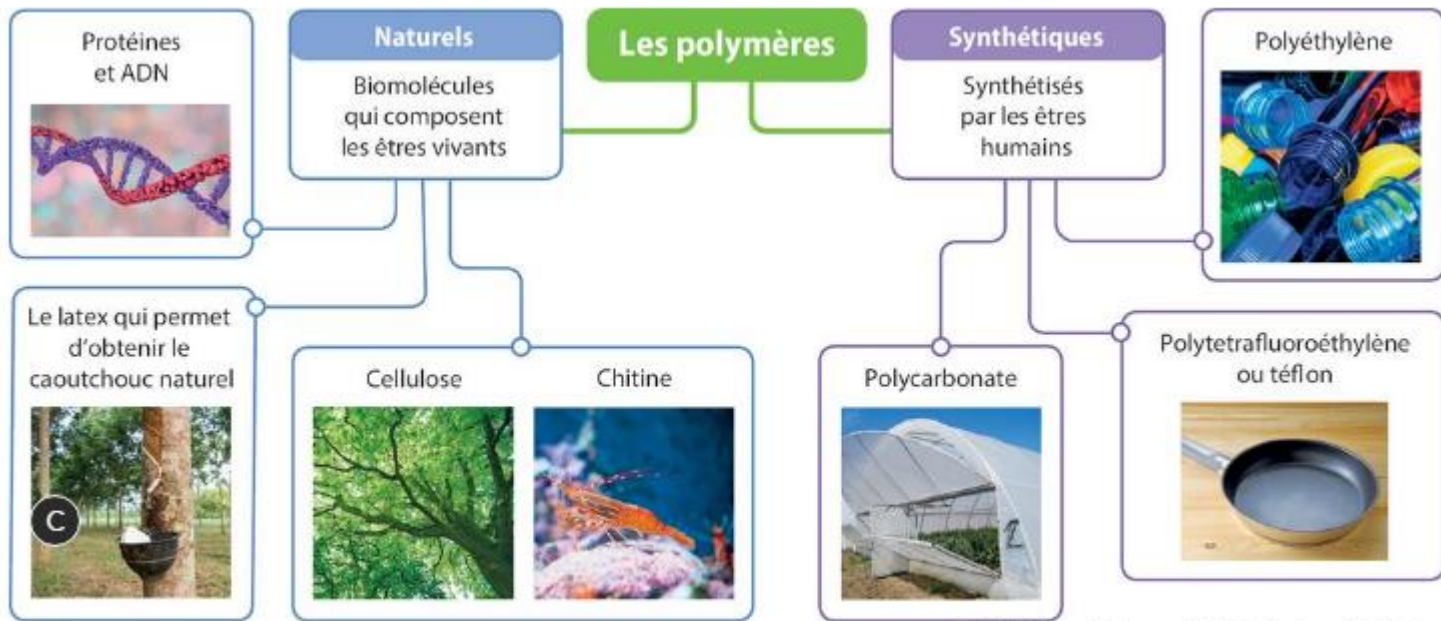 Les polymères
Naturels
Biomolécules
qui composent
les êtres vivants
Protéines
et ADN
Le latex qui permet
d'obtenir le
caoutchouc naturel
C
Cellulose
Chitine
Synthétiques
Synthétisés
par les êtres
humains
Polyéthylène
Polycarbonate
Polytetrafluoroéthylène
ou téflon